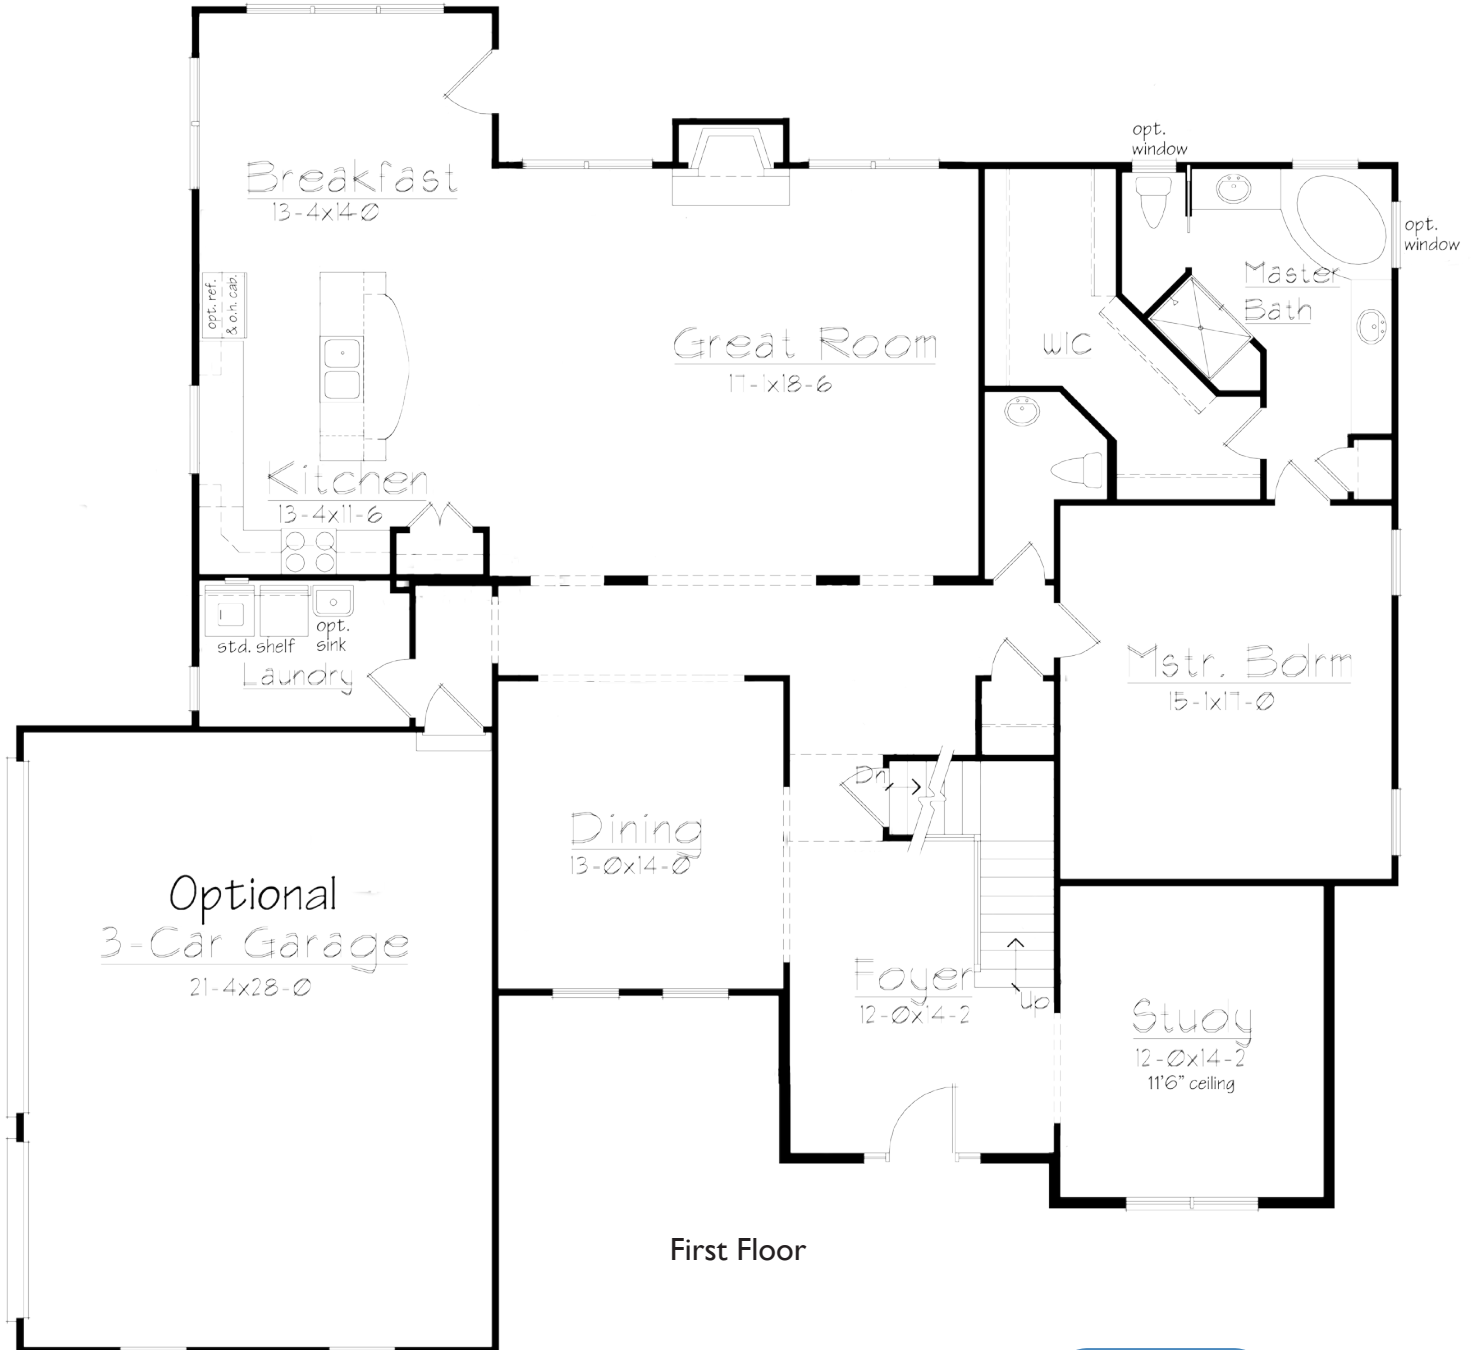 opt.
window
Breakfast
13-4x14-0
opt.
window
Master
Bath
opt. ref.
& o.h. cab.
Great Room
17-1x18-6
WIC
Kitchen
13-4x11-6
opt.
sink
std. shelf
Laundry
Mstr. Bdrm
15-1x17-0
Dn
Dining
13-0x14-0
Optional
3-Car Garage
21-4x28-0
Foyer
12-0x14-2
Up
Study
12-0x14-2
11'6" ceiling
First Floor